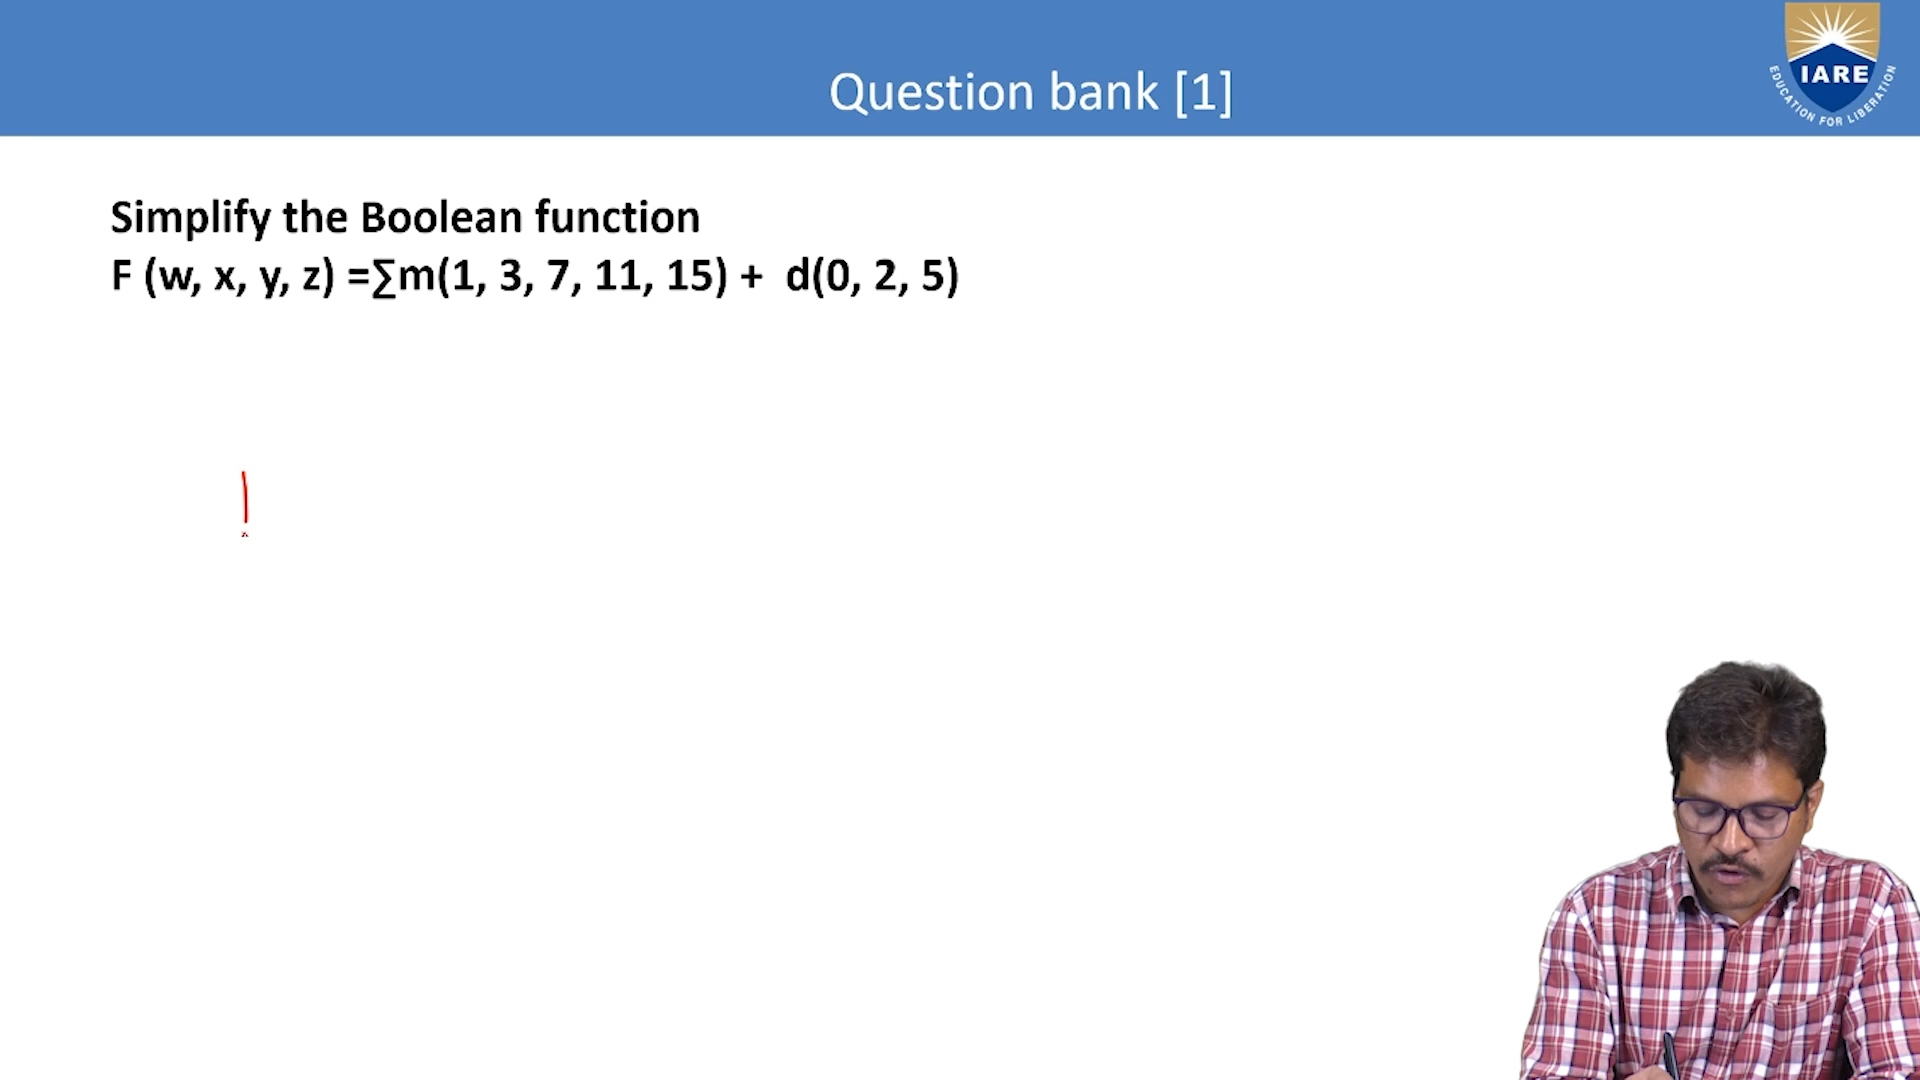 Question bank [1]
IARE
EDUCATION FOR LIBERATION
Simplify the Boolean function
F (w, x, y, z) =∑m(1, 3, 7, 11, 15) + d(0, 2, 5)